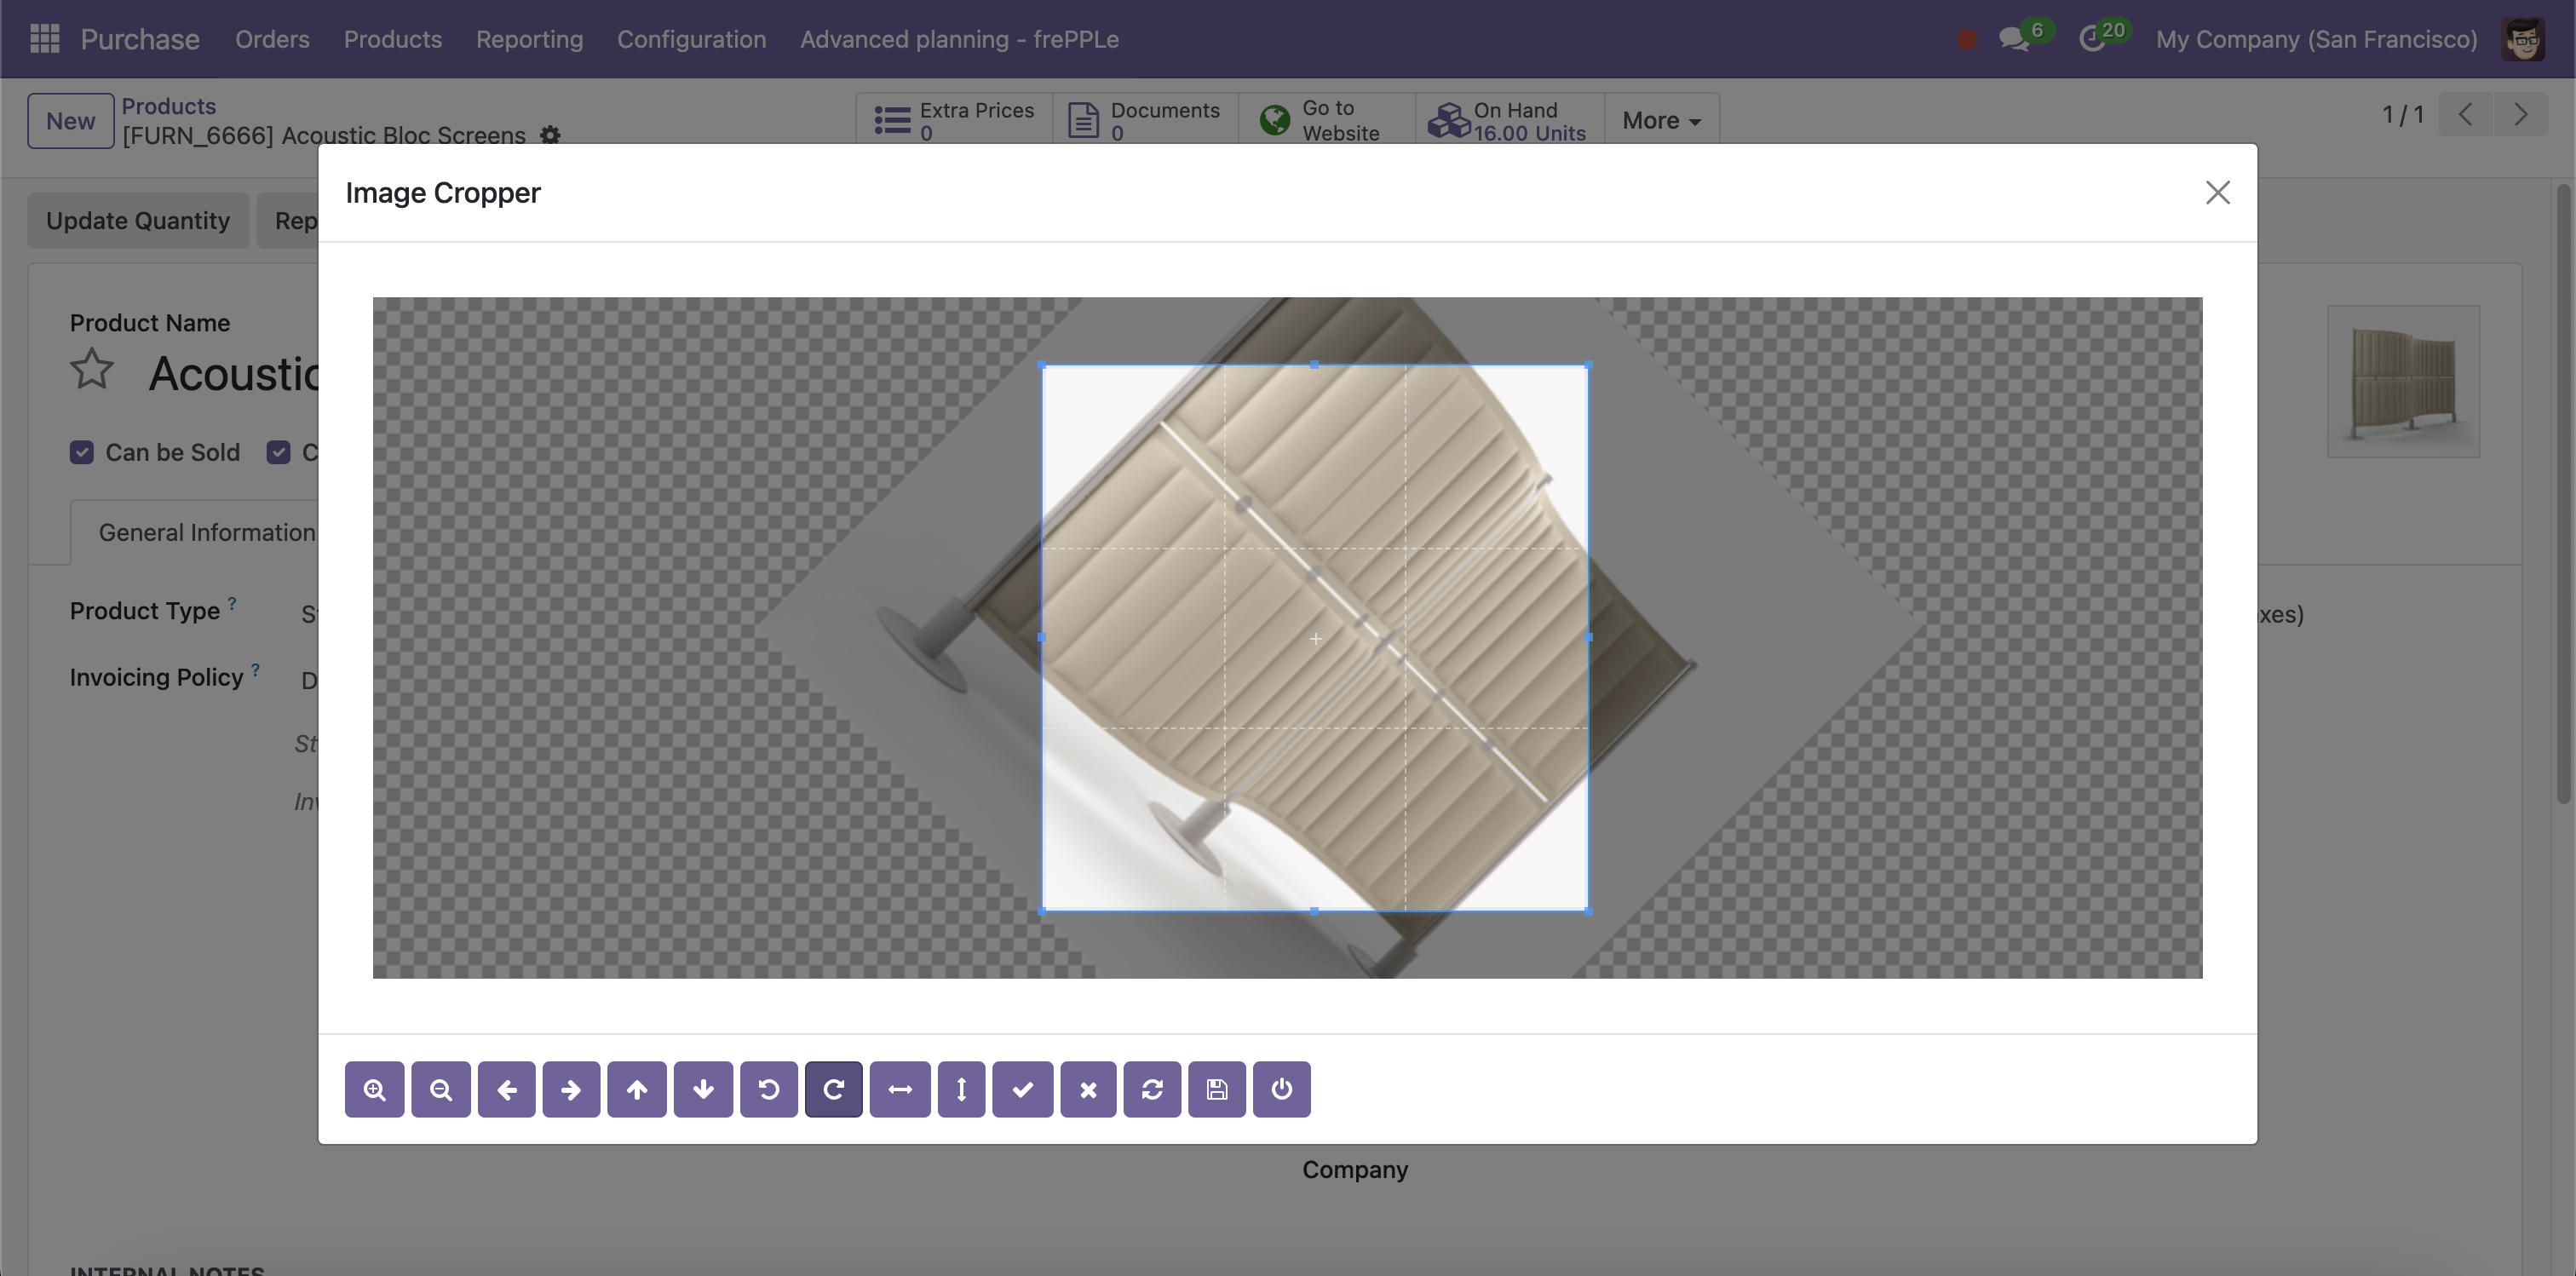 Purchase Orders Products Reporting Configuration Advanced planning - frePPLe 6 20 My Company (San Francisco)
New Products Extra Prices 0 Documents 0 Go to Website On Hand 16.00 Units More 1 / 1
[FURN_6666] Acoustic Bloc Screens
Image Cropper
Update Quantity Rep
Product Name
Acoustic
Can be Sold C
General Information
Product Type ? S
xes)
Invoicing Policy ? D
St
Inv
Company
INTERNAL NOTES